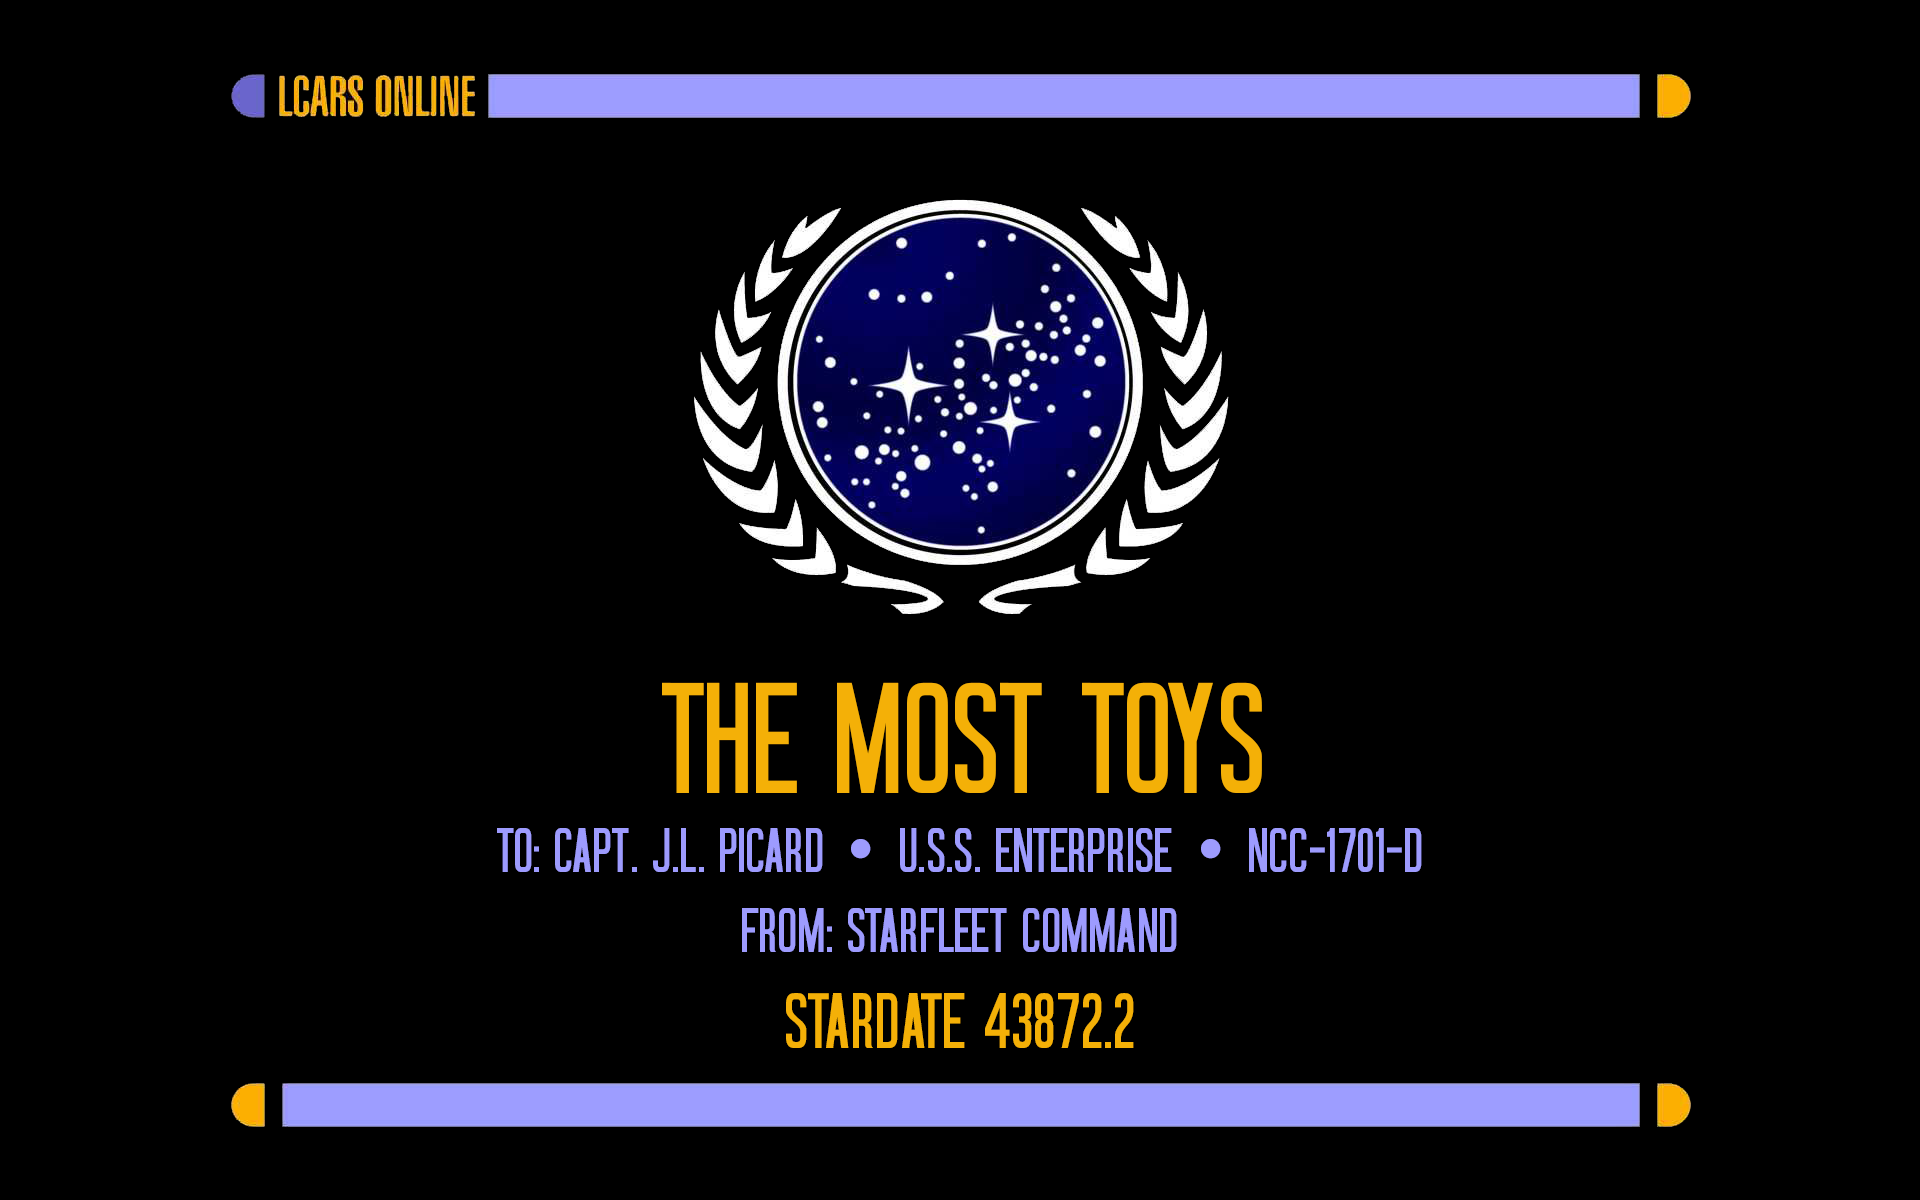 LCARS ONLINE
THE MOST TOYS
TO: CAPT. J.L. PICARD • U.S.S. ENTERPRISE • NCC-1701-D
FROM: STARFLEET COMMAND
STARDATE 43872.2